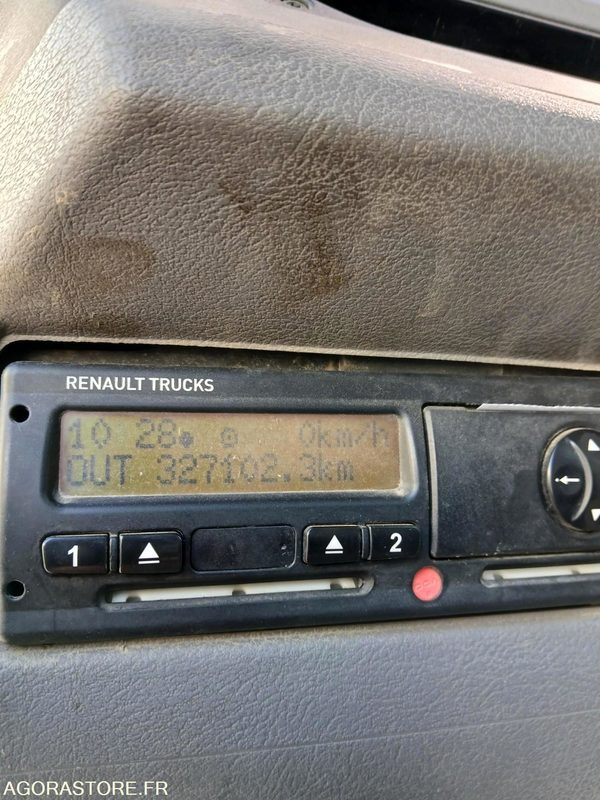 RENAULT TRUCKS
10 28 0km/h
OUT 327102.3km
1 2
AGORASTORE.FR